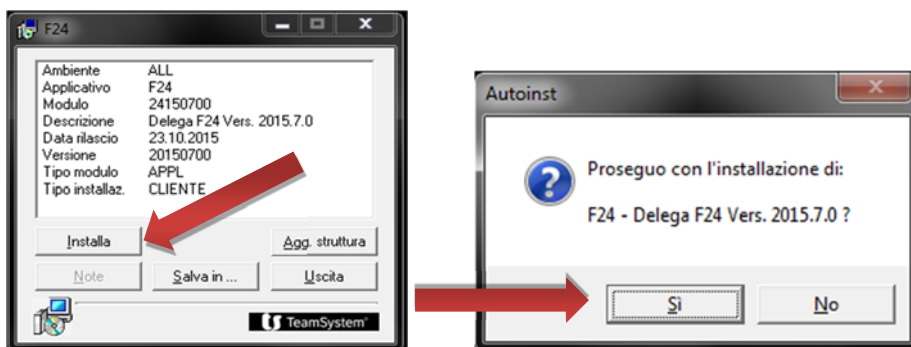 F24
Ambiente ALL
Applicativo F24
Modulo 24150700
Descrizione Delega F24 Vers. 2015.7.0
Data rilascio 23.10.2015
Versione 20150700
Tipo modulo APPL
Tipo installaz. CLIENTE
Installa Agg. struttura
Note Salva in ... Uscita
TeamSystem
Autoinst
Proseguo con l'installazione di:
F24 - Delega F24 Vers. 2015.7.0 ?
Sì No